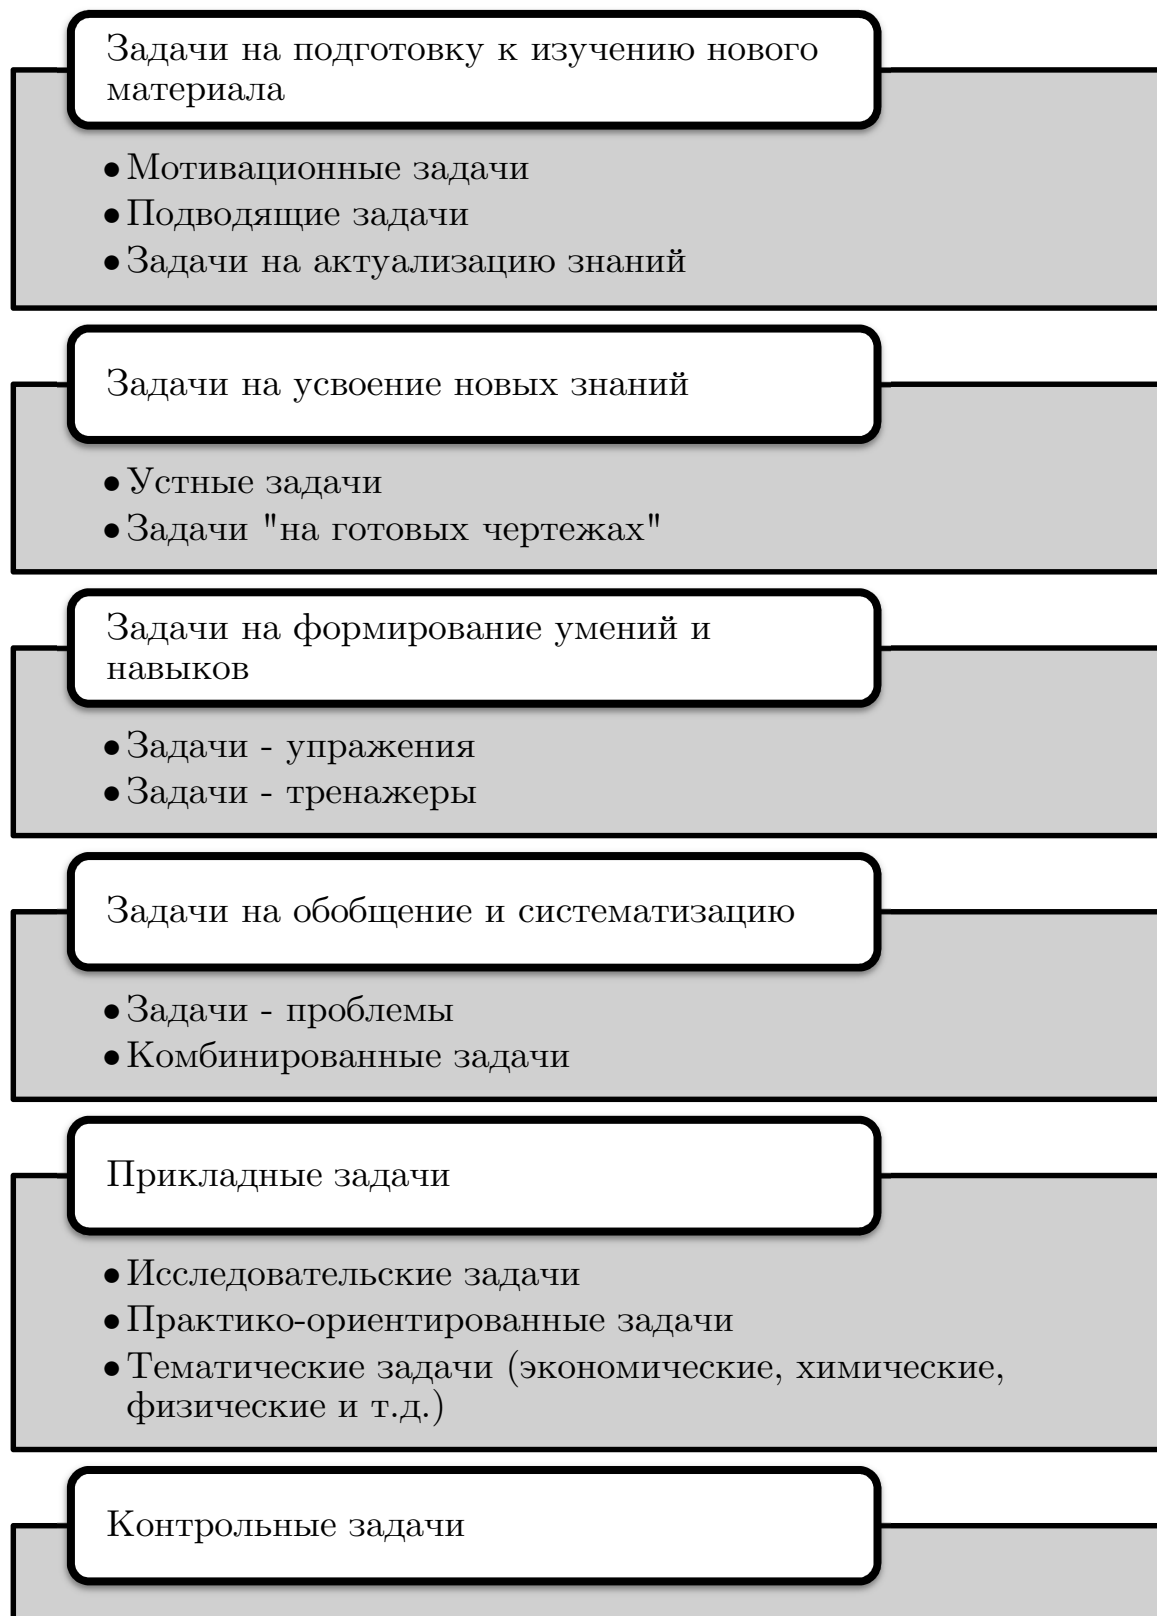 Задачи на подготовку к изучению нового
материала
• Мотивационные задачи
• Подводящие задачи
• Задачи на актуализацию знаний
Задачи на усвоение новых знаний
• Устные задачи
• Задачи "на готовых чертежах"
Задачи на формирование умений и
навыков
• Задачи - упражения
• Задачи - тренажеры
Задачи на обобщение и систематизацию
• Задачи - проблемы
• Комбинированные задачи
Прикладные задачи
• Исследовательские задачи
• Практико-ориентированные задачи
• Тематические задачи (экономические, химические,
физические и т.д.)
Контрольные задачи